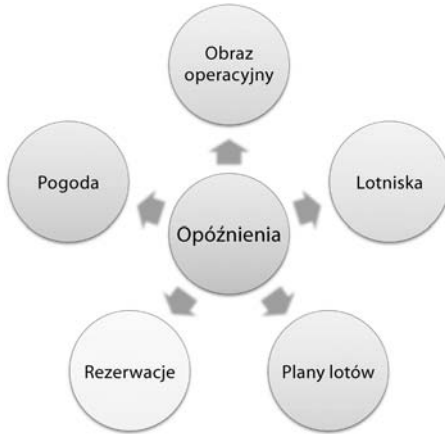 Obraz
operacyjny
Pogoda
Lotniska
Opóźnienia
Rezerwacje
Plany lotów